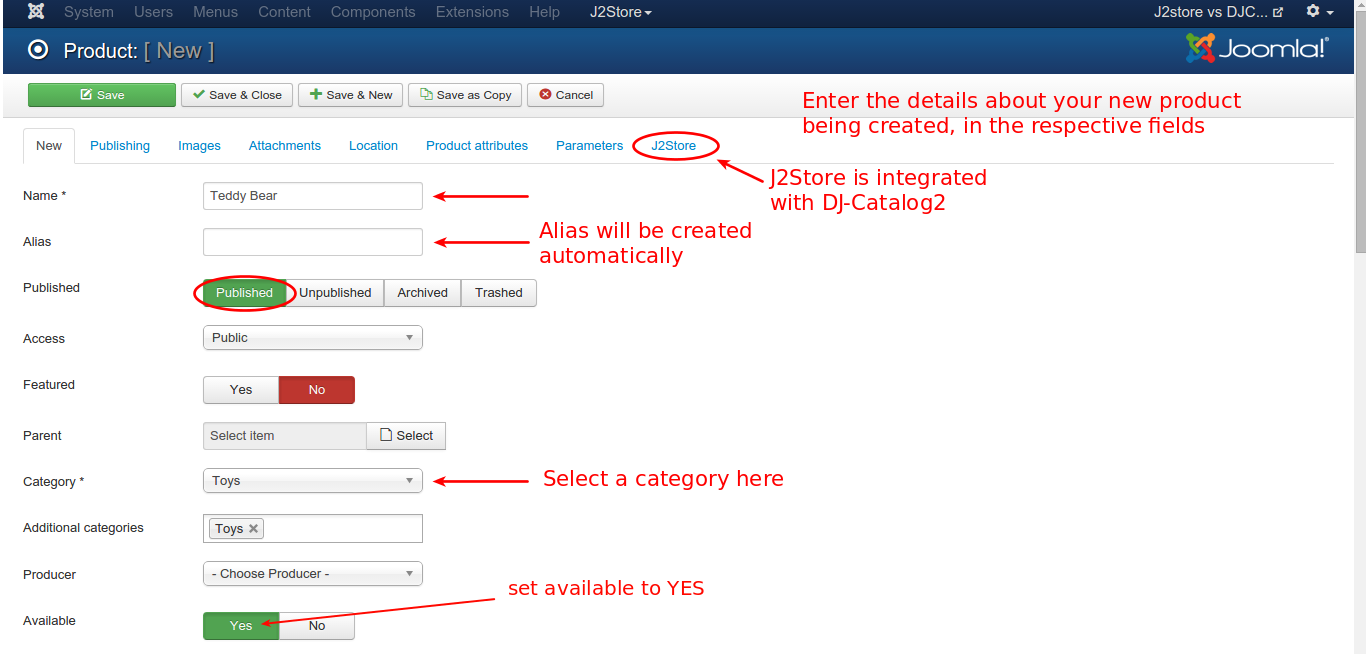 System Users Menus Content Components Extensions Help J2Store J2store vs DJC...
Product: [ New ] Joomla!®
Save Save & Close Save & New Save as Copy Cancel
Enter the details about your new product
being created, in the respective fields
New Publishing Images Attachments Location Product attributes Parameters J2Store
J2Store is integrated
with DJ-Catalog2
Name * Teddy Bear
Alias
Alias will be created
automatically
Published Published Unpublished Archived Trashed
Access Public
Featured Yes No
Parent Select item Select
Category * Toys Select a category here
Additional categories Toys
Producer - Choose Producer -
set available to YES
Available Yes No